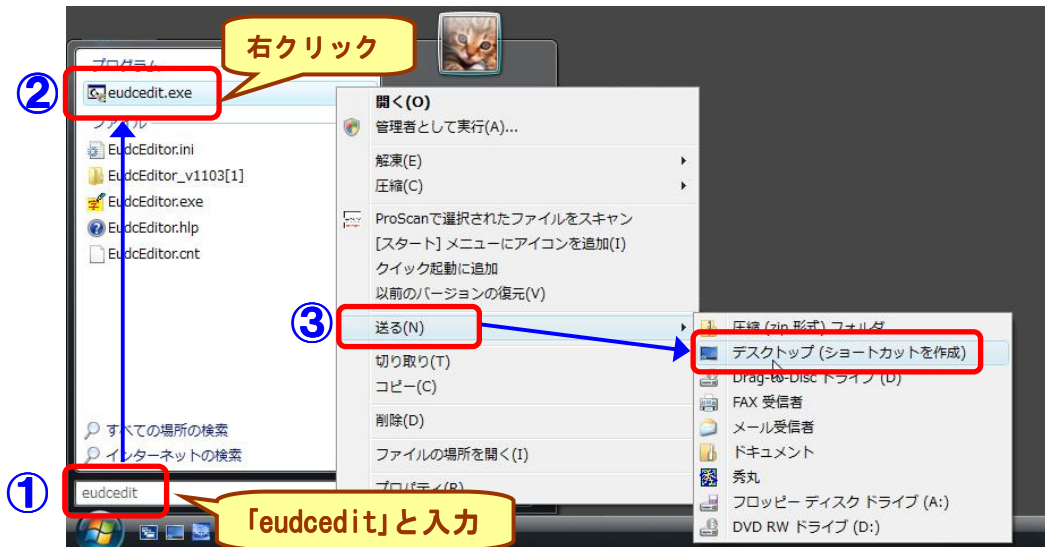 右クリック
プログラム
②
eudcedit.exe
ファイル
EudcEditor.ini
EudcEditor_v1103[1]
EudcEditor.exe
EudcEditor.hlp
EudcEditor.cnt
すべての場所の検索
インターネットの検索
①
eudcedit
「eudcedit」と入力
開く(O)
管理者として実行(A)...
解凍(E)
圧縮(C)
ProScanで選択されたファイルをスキャン
[スタート] メニューにアイコンを追加(I)
クイック起動に追加
以前のバージョンの復元(V)
③
送る(N)
切り取り(T)
コピー(C)
削除(D)
ファイルの場所を開く(I)
プロパティ(R)
圧縮 (zip 形式) フォルダ
デスクトップ (ショートカットを作成)
Drag-to-Disc ドライブ (D)
FAX 受信者
メール受信者
ドキュメント
秀丸
フロッピー ディスク ドライブ (A:)
DVD RW ドライブ (D:)